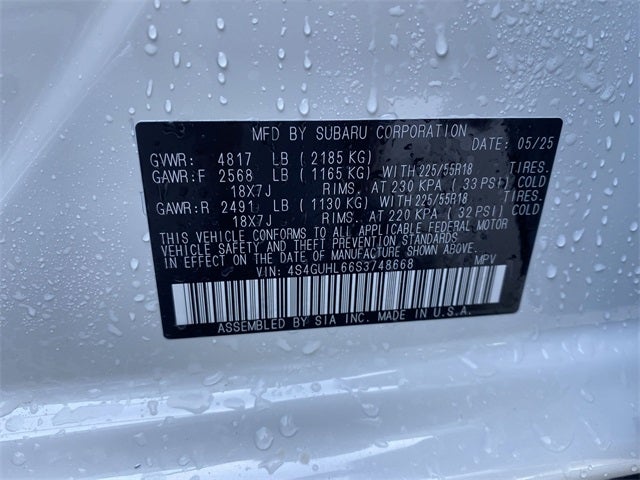 MFD BY SUBARU CORPORATION DATE: 05/25
GVWR: 4817 LB (2185 KG)
GAWR:F 2568 LB (1165 KG) WITH 225/55R18 TIRES.
18X7J RIMS. AT 230 KPA (33 PSI) COLD
GAWR:R 2491 LB (1130 KG) WITH 225/55R18 TIRES.
18X7J RIMS. AT 220 KPA (32 PSI) COLD
THIS VEHICLE CONFORMS TO ALL APPLICABLE FEDERAL MOTOR
VEHICLE SAFETY AND THEFT PREVENTION STANDARDS
IN EFFECT ON THE DATE OF MANUFACTURE SHOWN ABOVE.
VIN: 4S4GUHL66S3748668 MPV
ASSEMBLED BY SIA INC. MADE IN U.S.A.